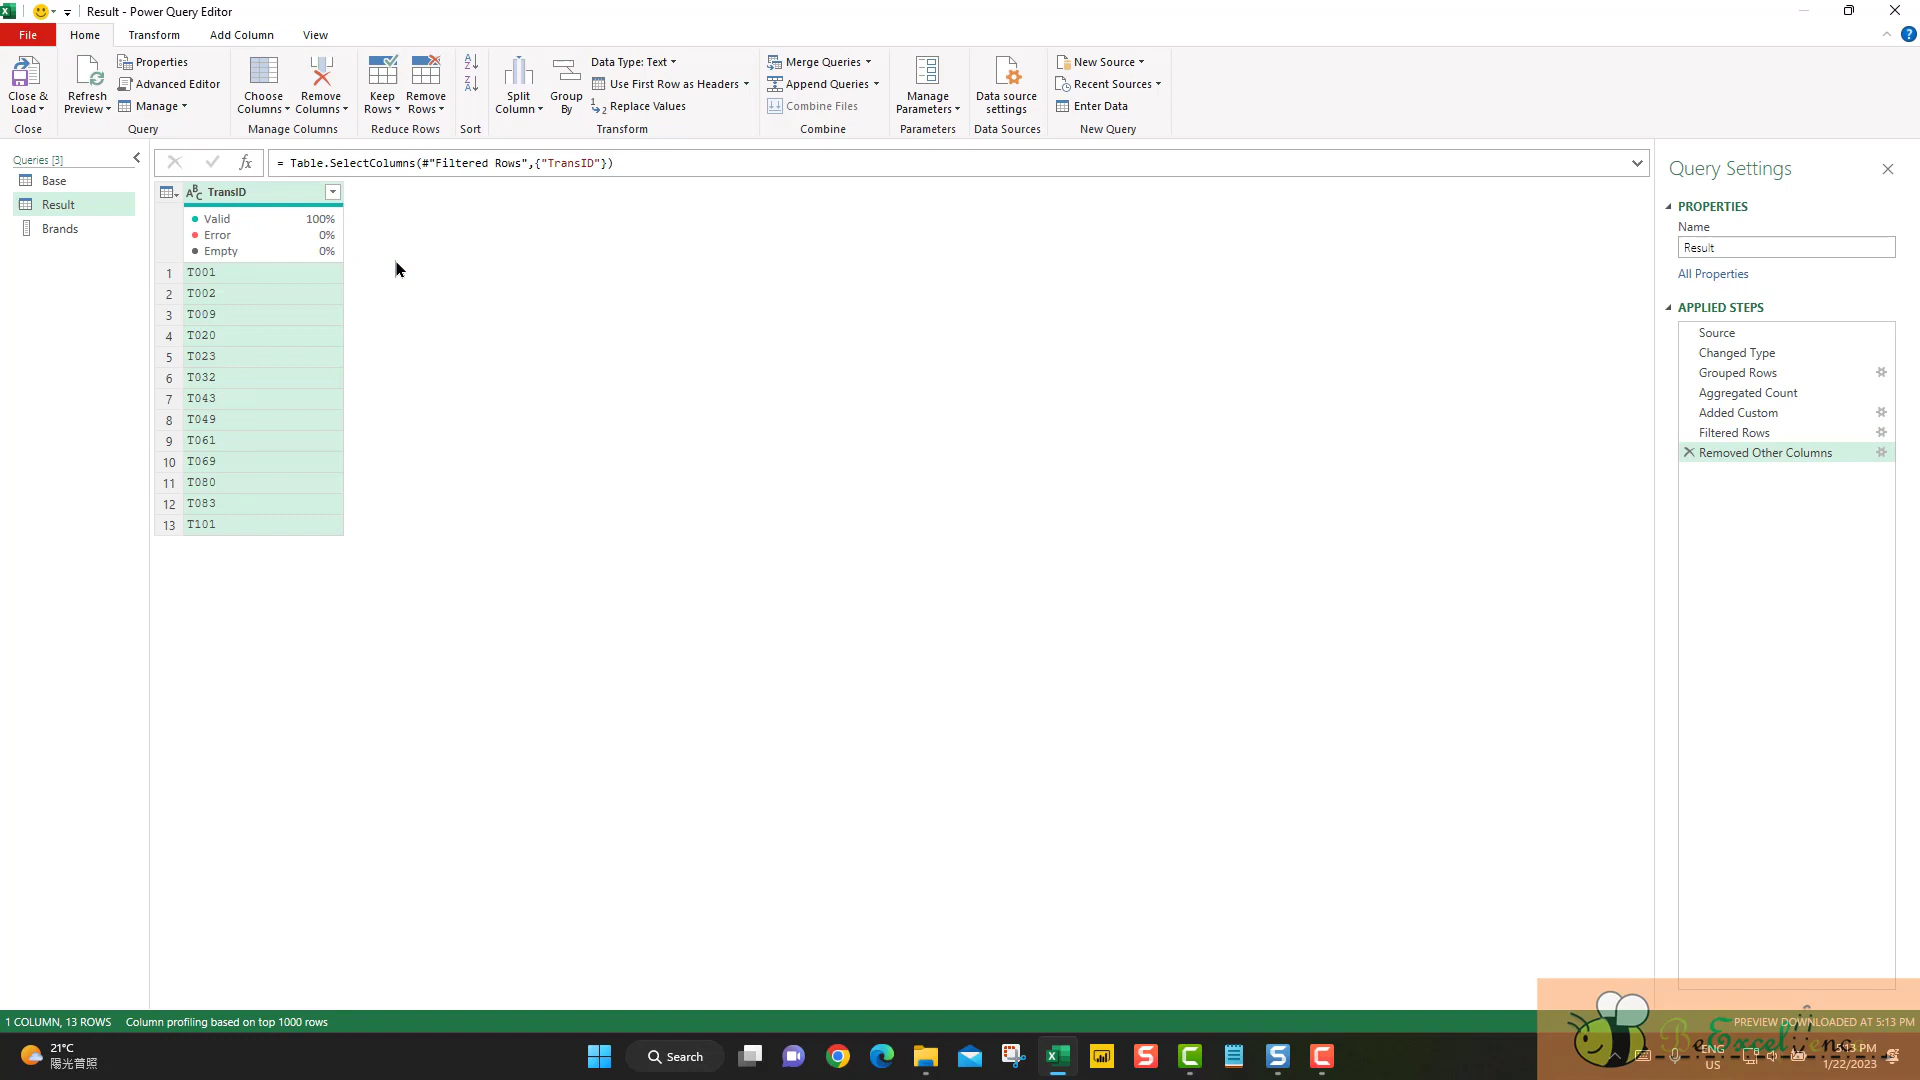 Result - Power Query Editor
File Home Transform Add Column View
Close & Load
Refresh Preview
Properties
Advanced Editor
Manage
Choose Columns
Remove Columns
Keep Rows
Remove Rows
Split Column
Group By
Data Type: Text
Use First Row as Headers
Replace Values
Merge Queries
Append Queries
Combine Files
Manage Parameters
Data source settings
New Source
Recent Sources
Enter Data
Close Query Manage Columns Reduce Rows Sort Transform Combine Parameters Data Sources New Query
Queries [3]
Base
Result
Brands
= Table.SelectColumns(#"Filtered Rows",{"TransID"})
TransID
Valid 100%
Error 0%
Empty 0%
1 T001
2 T002
3 T009
4 T020
5 T023
6 T032
7 T043
8 T049
9 T061
10 T069
11 T080
12 T083
13 T101
Query Settings
PROPERTIES
Name
Result
All Properties
APPLIED STEPS
Source
Changed Type
Grouped Rows
Aggregated Count
Added Custom
Filtered Rows
Removed Other Columns
1 COLUMN, 13 ROWS Column profiling based on top 1000 rows
PREVIEW DOWNLOADED AT 5:13 PM
21°C
陽光普照
Search
ENG
US
5:13 PM
1/22/2023